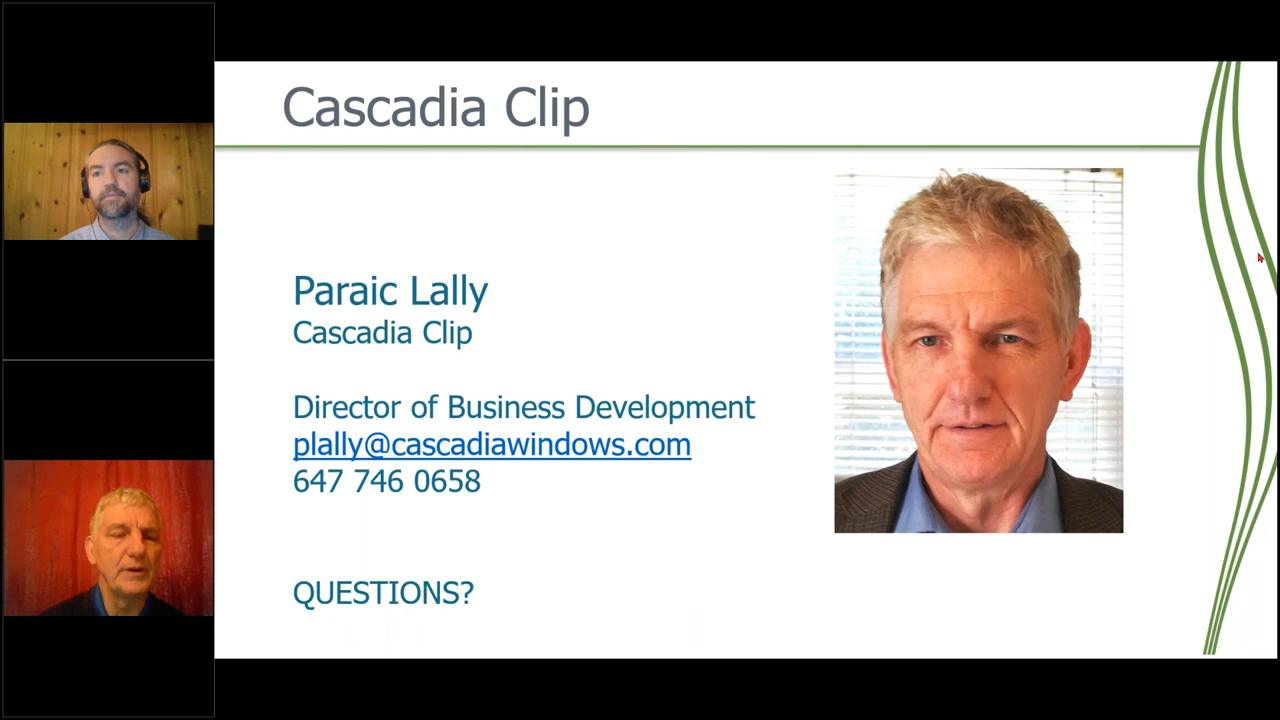 Cascadia Clip
Paraic Lally
Cascadia Clip
Director of Business Development
plally@cascadiawindows.com
647 746 0658
QUESTIONS?